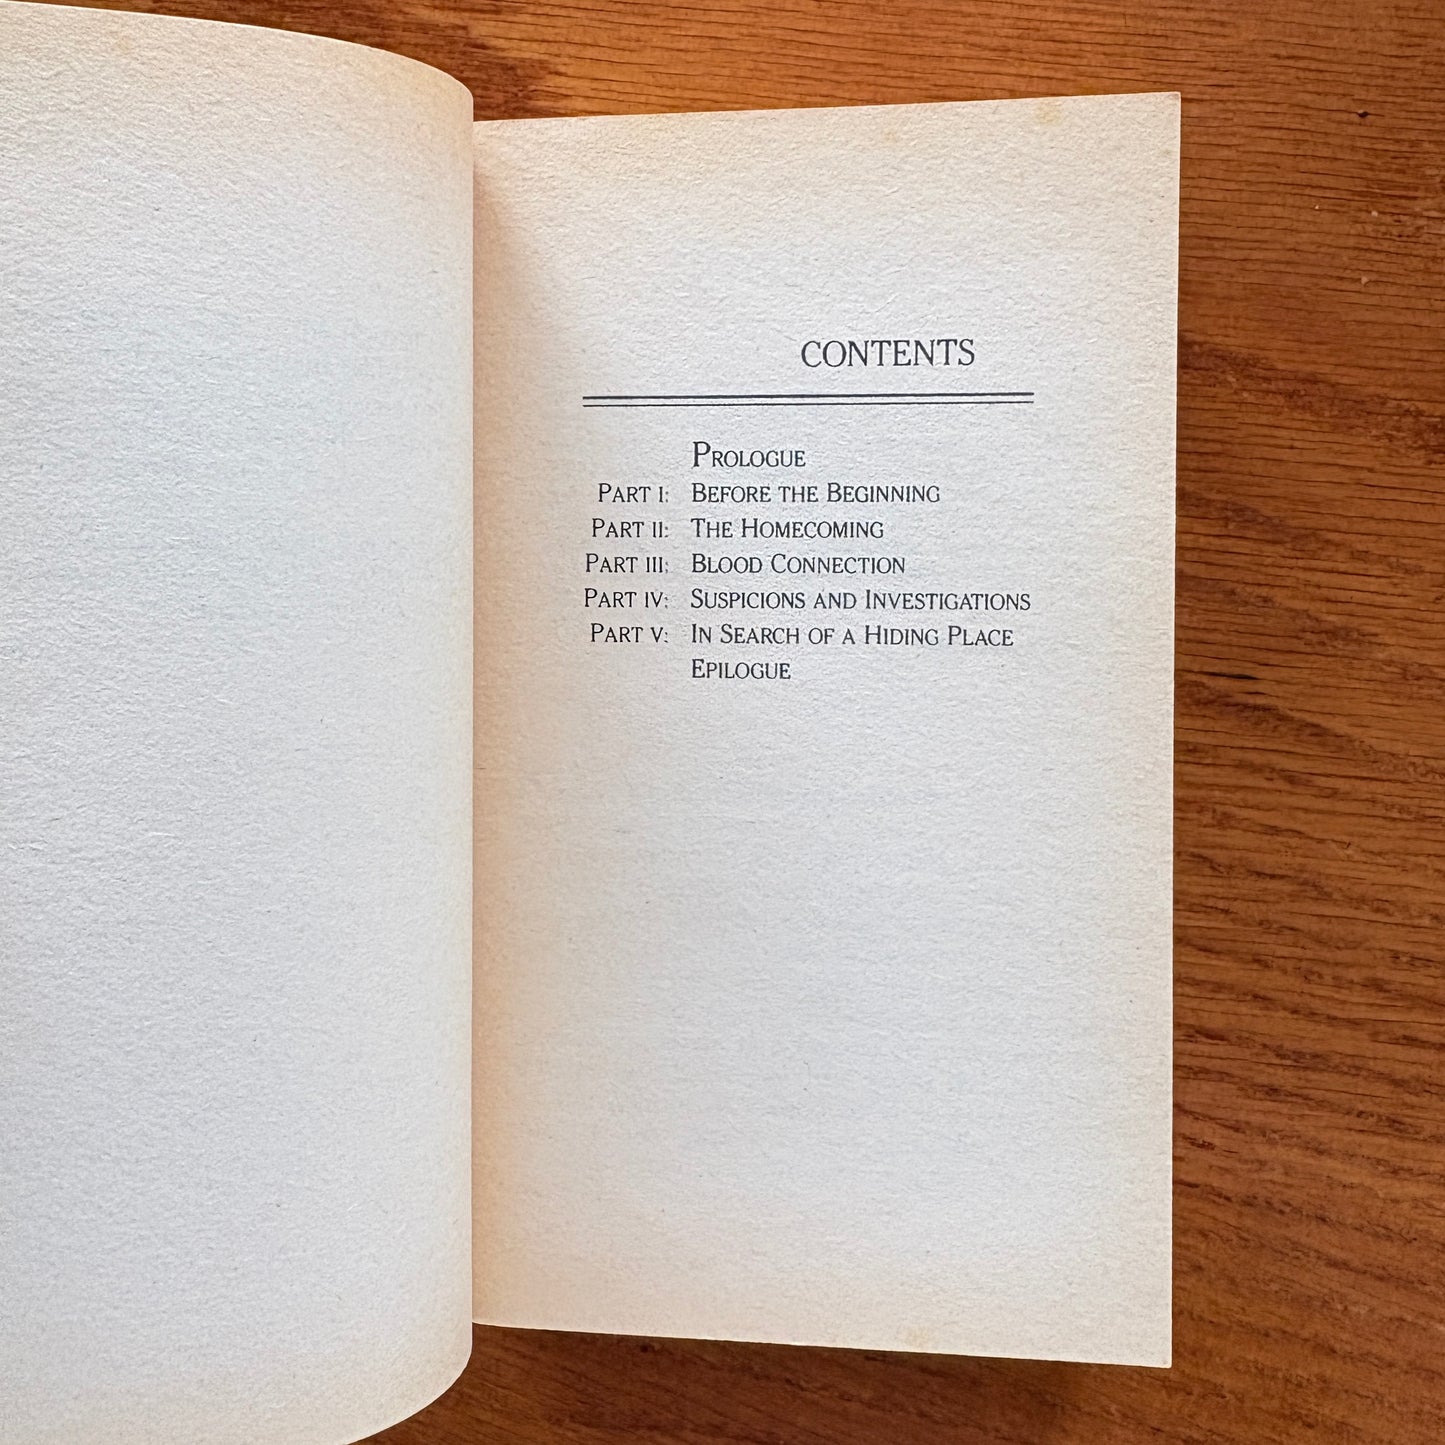 CONTENTS
PROLOGUE
PART I: BEFORE THE BEGINNING
PART II: THE HOMECOMING
PART III: BLOOD CONNECTION
PART IV: SUSPICIONS AND INVESTIGATIONS
PART V: IN SEARCH OF A HIDING PLACE
EPILOGUE